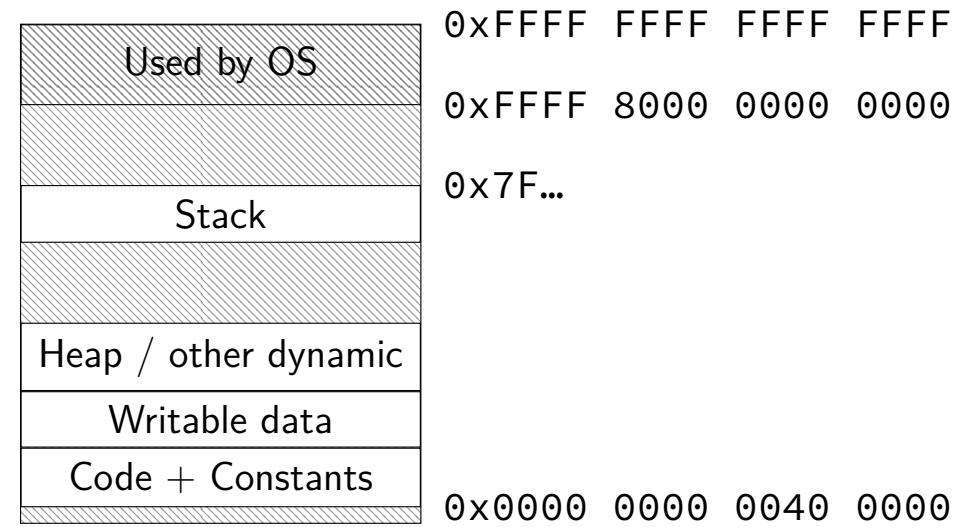 0xFFFF FFFF FFFF FFFF
Used by OS
0xFFFF 8000 0000 0000
0x7F…
Stack
Heap / other dynamic
Writable data
Code + Constants
0x0000 0000 0040 0000